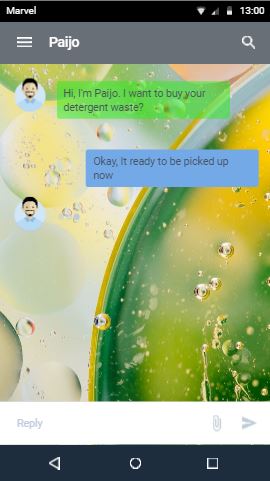 Marvel 13:00
Paijo
Hi, I'm Paijo. I want to buy your
detergent waste?
Okay, It ready to be picked up
now
Reply